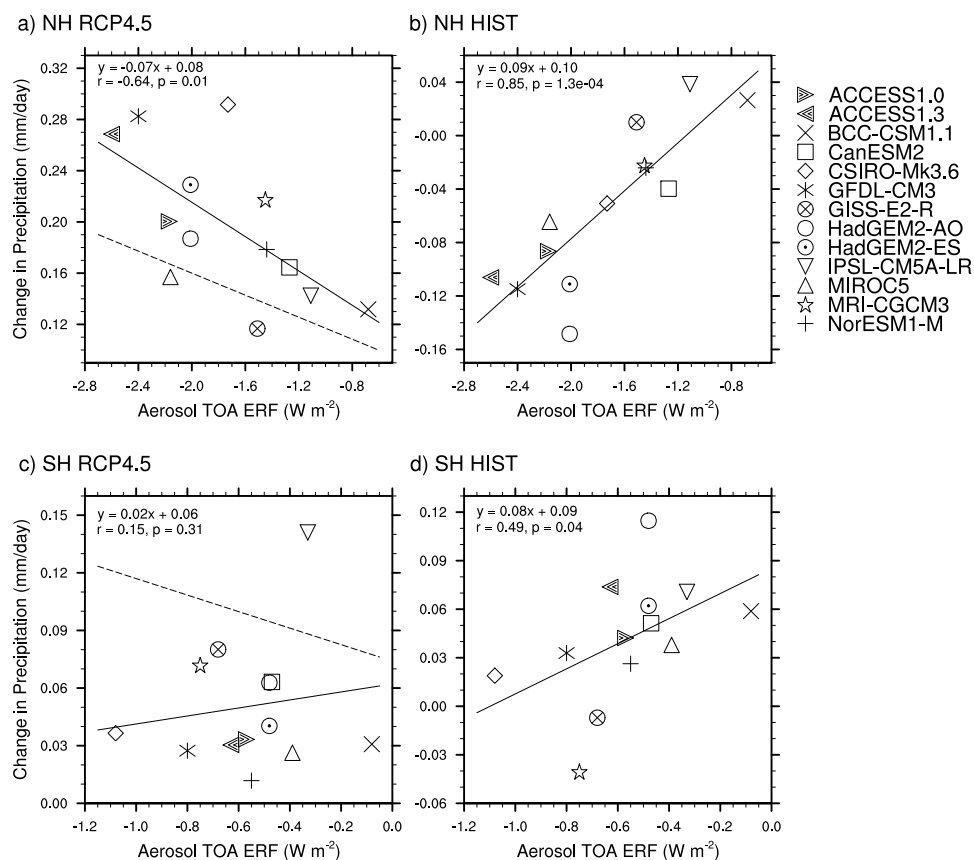 a) NH RCP4.5
b) NH HIST
y = -0.07x + 0.08
r = -0.64, p = 0.01
y = 0.09x + 0.10
r = 0.85, p = 1.3e-04
Change in Precipitation (mm/day)
0.32
0.28
0.24
0.20
0.16
0.12
-2.8 -2.4 -2.0 -1.6 -1.2 -0.8
Aerosol TOA ERF (W m-2)
0.04
-0.00
-0.04
-0.08
-0.12
-0.16
-2.8 -2.4 -2.0 -1.6 -1.2 -0.8
Aerosol TOA ERF (W m-2)
ACCESS1.0
ACCESS1.3
BCC-CSM1.1
CanESM2
CSIRO-Mk3.6
GFDL-CM3
GISS-E2-R
HadGEM2-AO
HadGEM2-ES
IPSL-CM5A-LR
MIROC5
MRI-CGCM3
NorESM1-M
c) SH RCP4.5
d) SH HIST
y = 0.02x + 0.06
r = 0.15, p = 0.31
y = 0.08x + 0.09
r = 0.49, p = 0.04
Change in Precipitation (mm/day)
0.15
0.12
0.09
0.06
0.03
0.00
-1.2 -1.0 -0.8 -0.6 -0.4 -0.2 0.0
Aerosol TOA ERF (W m-2)
0.12
0.09
0.06
0.03
0.00
-0.03
-0.06
-1.2 -1.0 -0.8 -0.6 -0.4 -0.2 0.0
Aerosol TOA ERF (W m-2)